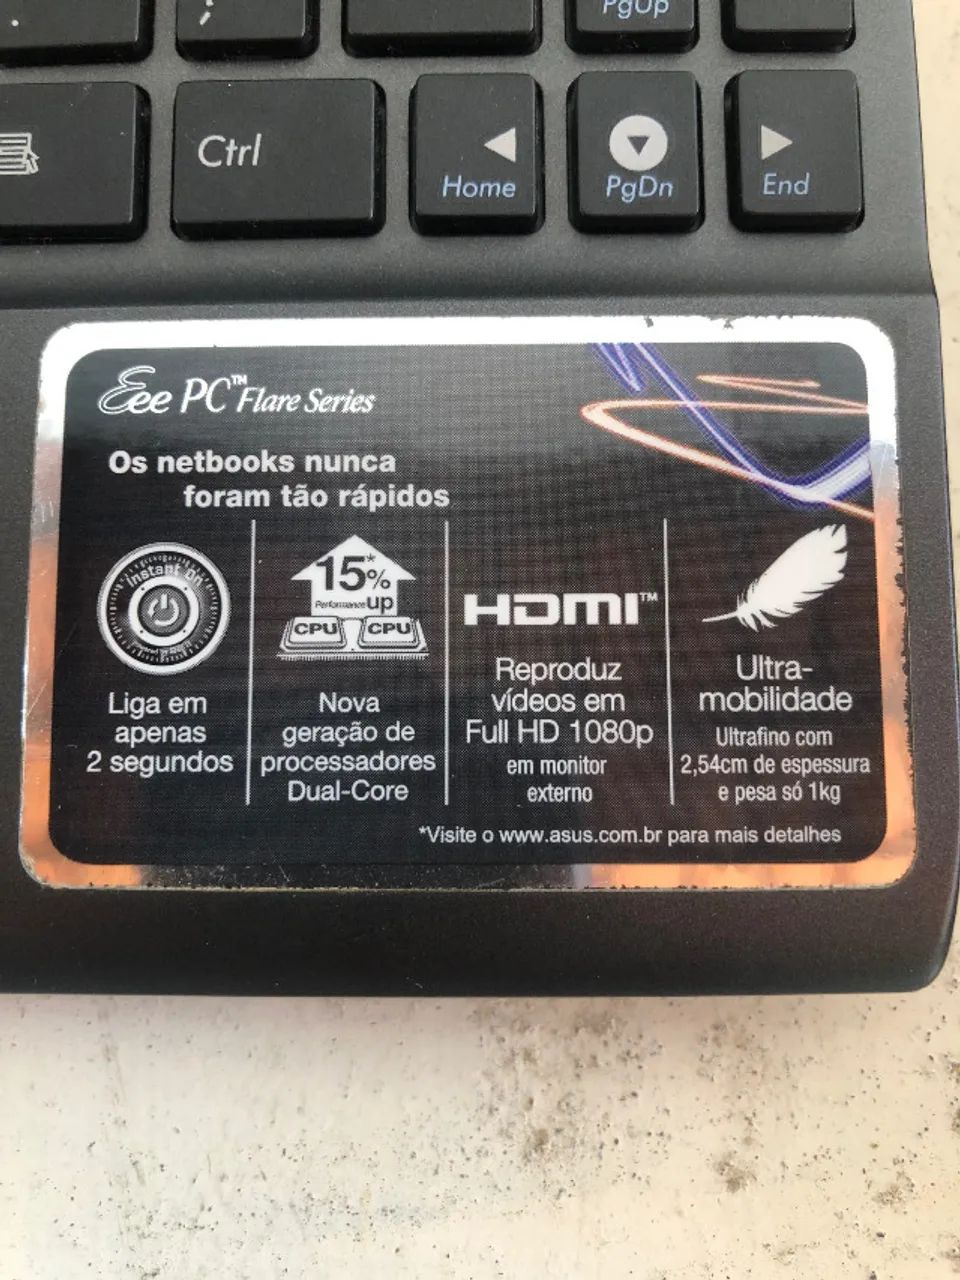 PgUp
;
Ctrl
Home
PgDn
End
Eee PC™ Flare Series
Os netbooks nunca
foram tão rápidos
Instant On
Liga em
apenas
2 segundos
15%*
Performance up
CPU CPU
Nova
geração de
processadores
Dual-Core
HDMI™
Reproduz
vídeos em
Full HD 1080p
em monitor
externo
Ultra-
mobilidade
Ultrafino com
2,54cm de espessura
e pesa só 1kg
*Visite o www.asus.com.br para mais detalhes